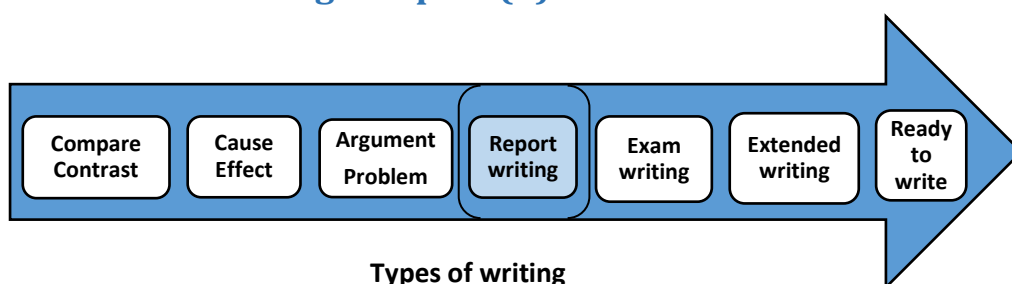 Compare
Contrast
Cause
Effect
Argument
Problem
Report
writing
Exam
writing
Extended
writing
Ready
to
write
Types of writing